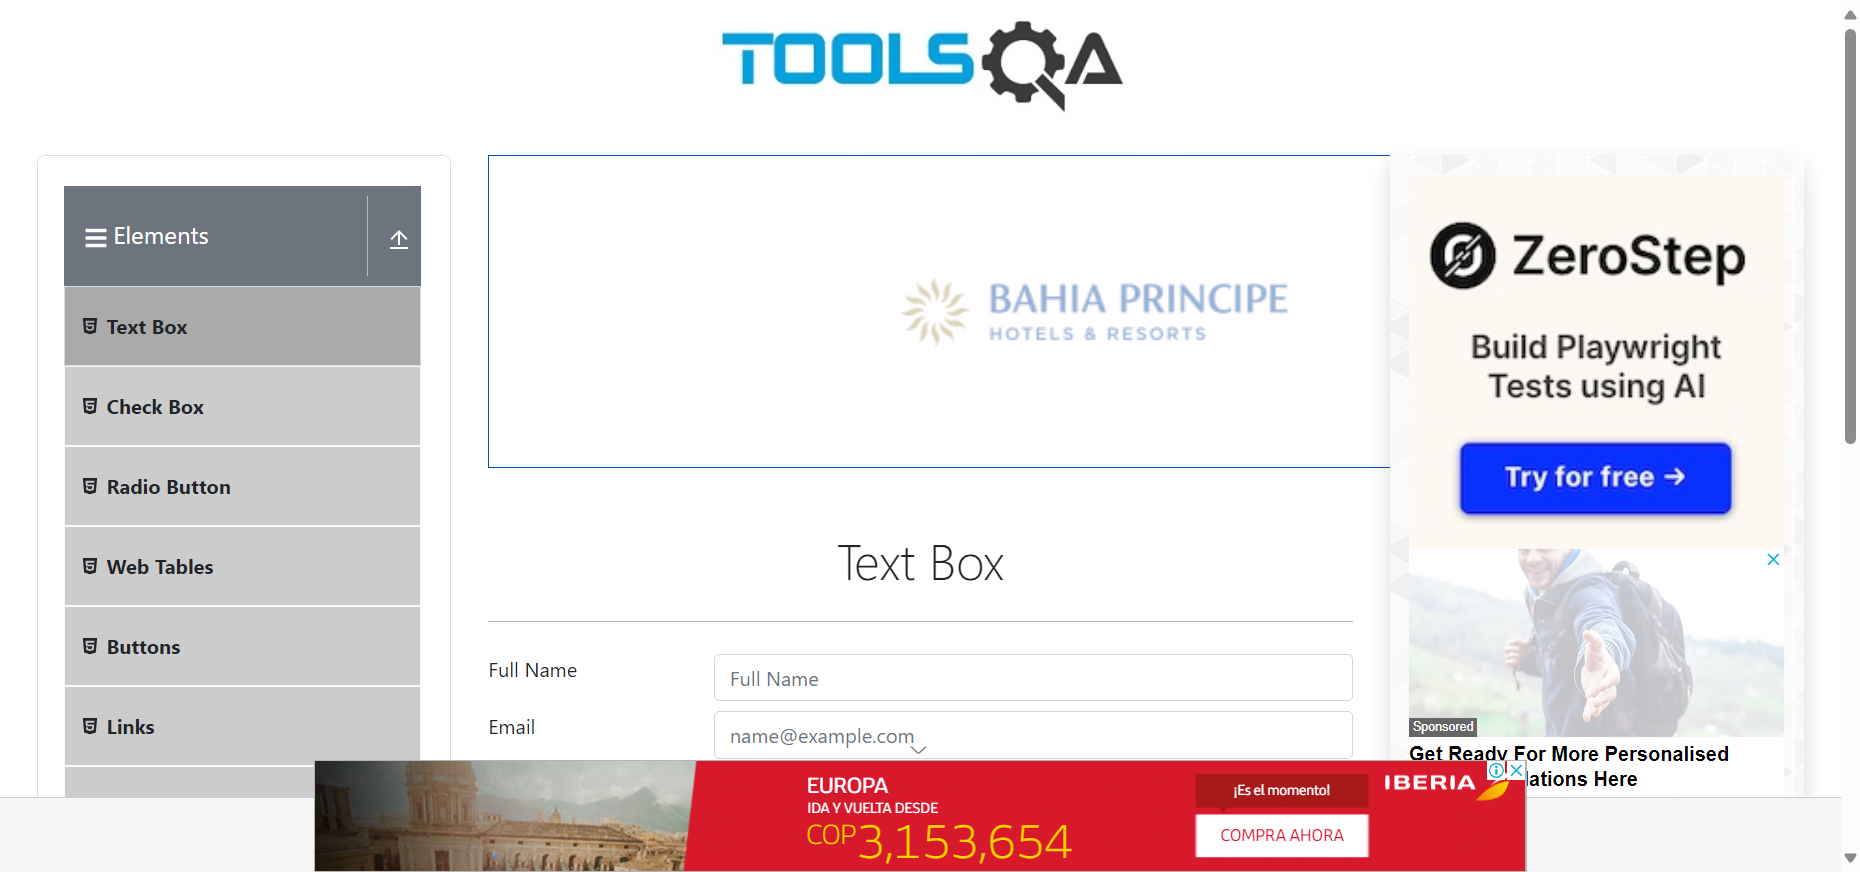 TOOLSQA
Elements
Text Box
Check Box
Radio Button
Web Tables
Buttons
Links
BAHIA PRINCIPE
HOTELS & RESORTS
Text Box
Full Name
Full Name
Email
name@example.com
ZeroStep
Build Playwright
Tests using AI
Try for free →
Sponsored
Get Ready For More Personalised
lations Here
EUROPA
IDA Y VUELTA DESDE
COP3,153,654
¡Es el momento!
COMPRA AHORA
IBERIA